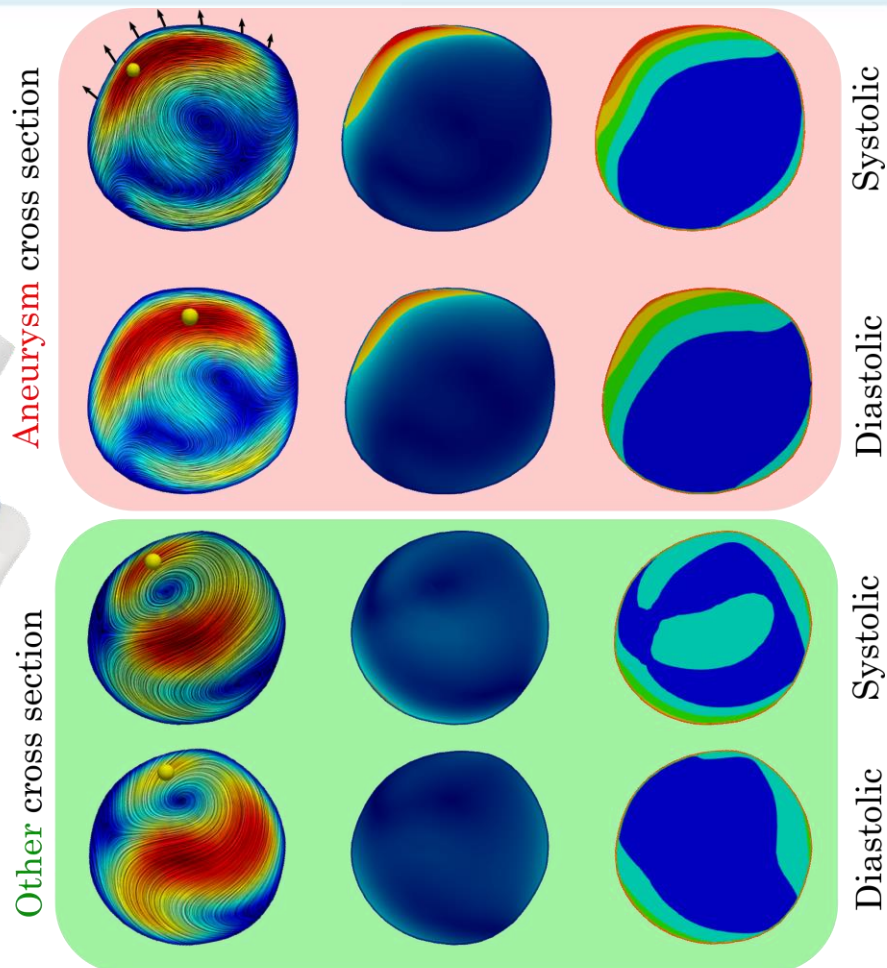 Aneurysm cross section
Systolic
Diastolic
Other cross section
Systolic
Diastolic